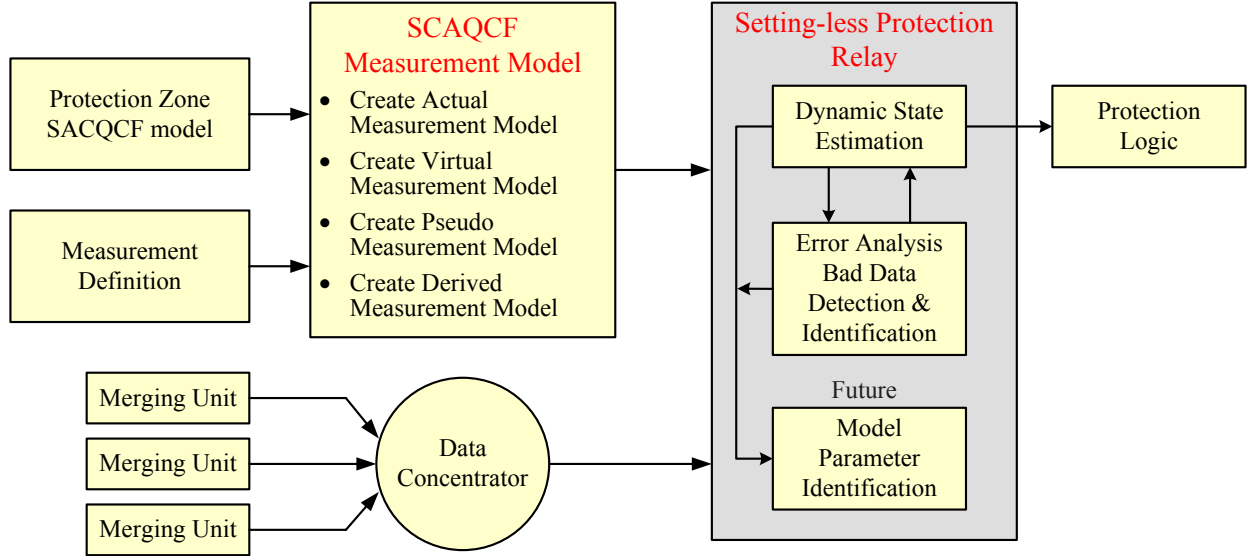 Protection Zone
SACQCF model
Measurement
Definition
SCAQCF
Measurement Model
• Create Actual
Measurement Model
• Create Virtual
Measurement Model
• Create Pseudo
Measurement Model
• Create Derived
Measurement Model
Merging Unit
Merging Unit
Merging Unit
Data
Concentrator
Setting-less Protection
Relay
Dynamic State
Estimation
Error Analysis
Bad Data
Detection &
Identification
Future
Model
Parameter
Identification
Protection
Logic